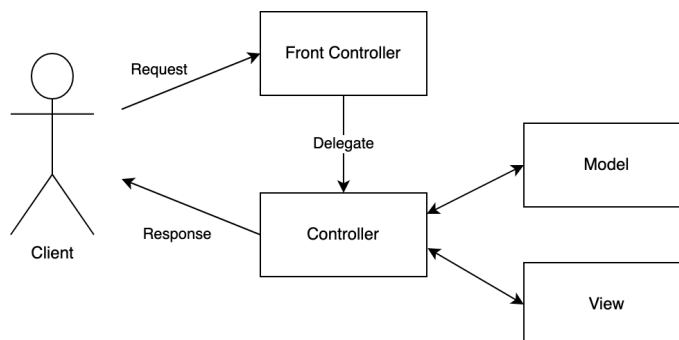 Front Controller
Request
Delegate
Model
Controller
Response
Client
View